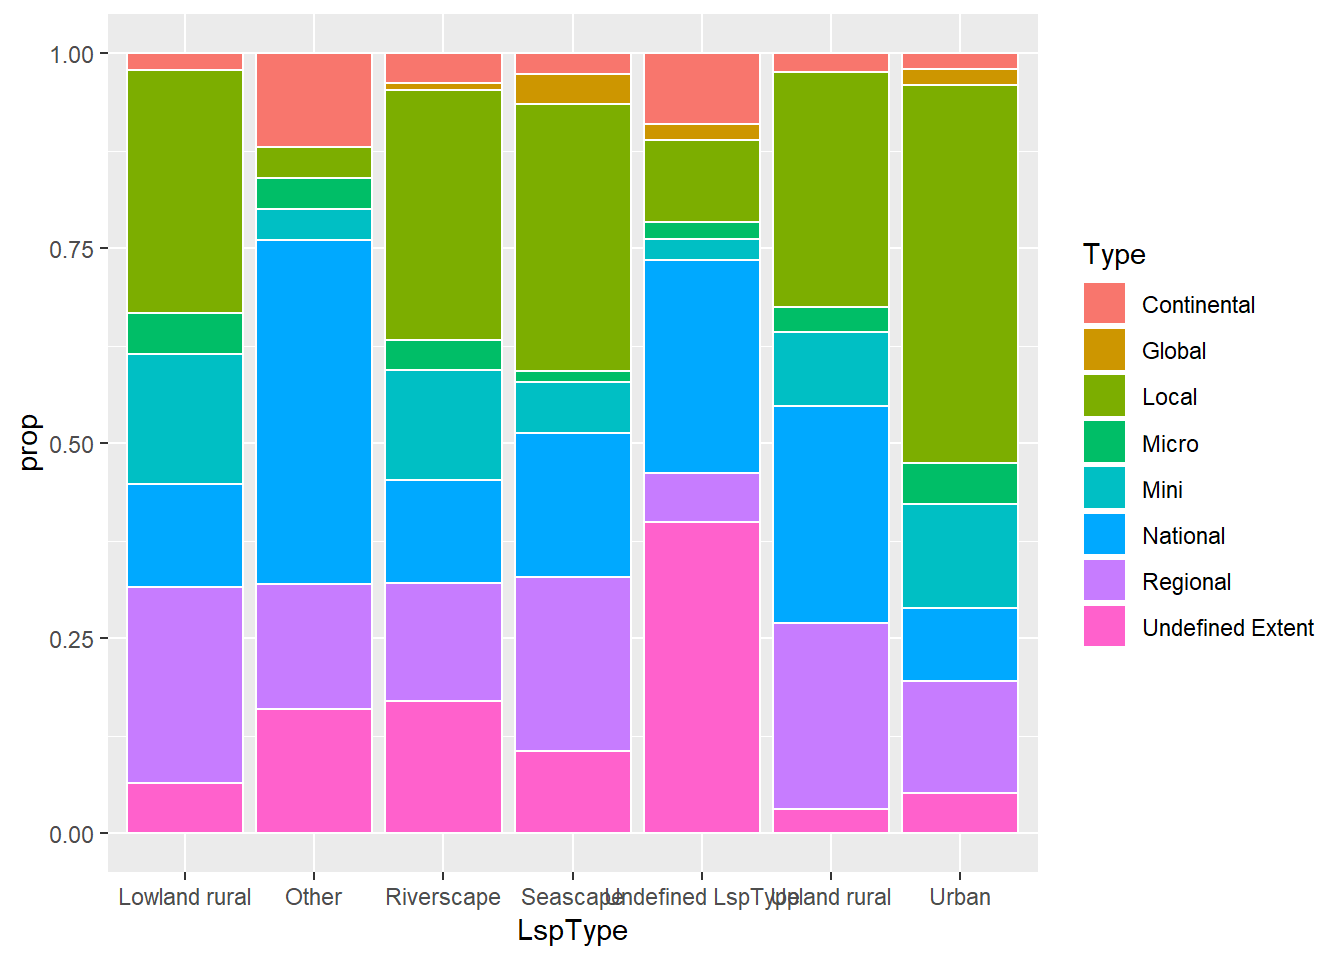 1.00
0.75
0.50
0.25
0.00
prop
Lowland rural
Other
Riverscape
Seascape
Undefined LspType
Upland rural
Urban
LspType
Type
Continental
Global
Local
Micro
Mini
National
Regional
Undefined Extent